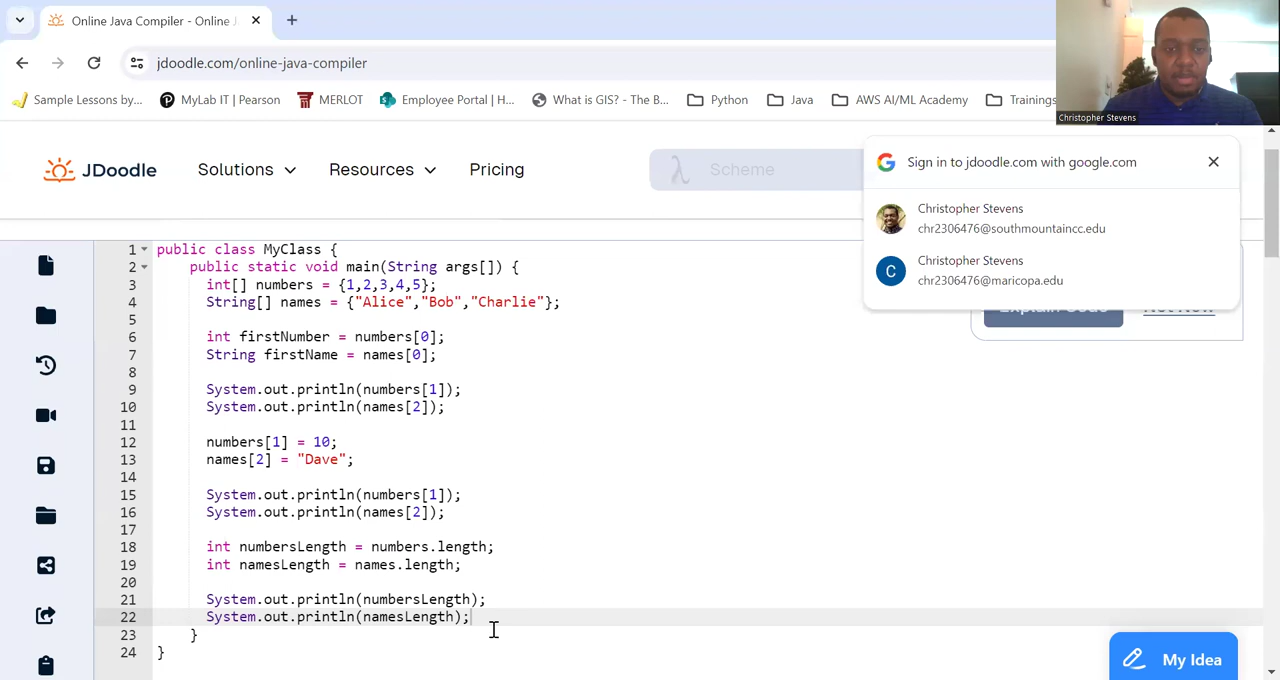 Online Java Compiler - Online J
jdoodle.com/online-java-compiler
Sample Lessons by...
MyLab IT | Pearson
MERLOT
Employee Portal | H...
What is GIS? - The B...
Python
Java
AWS AI/ML Academy
Trainings
Christopher Stevens
JDoodle
Solutions
Resources
Pricing
Scheme
Sign in to jdoodle.com with google.com
Christopher Stevens
chr2306476@southmountaincc.edu
C
Christopher Stevens
chr2306476@maricopa.edu
Explain Code
Not Now
1 public class MyClass {
2 public static void main(String args[]) {
3 int[] numbers = {1,2,3,4,5};
4 String[] names = {"Alice","Bob","Charlie"};
5
6 int firstNumber = numbers[0];
7 String firstName = names[0];
8
9 System.out.println(numbers[1]);
10 System.out.println(names[2]);
11
12 numbers[1] = 10;
13 names[2] = "Dave";
14
15 System.out.println(numbers[1]);
16 System.out.println(names[2]);
17
18 int numbersLength = numbers.length;
19 int namesLength = names.length;
20
21 System.out.println(numbersLength);
22 System.out.println(namesLength);
23 }
24 }
My Idea